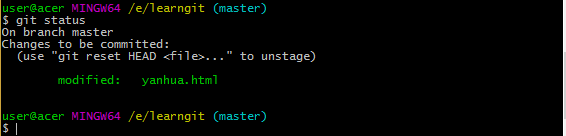 user@acer MINGW64 /e/learngit (master)
$ git status
On branch master
Changes to be committed:
  (use "git reset HEAD <file>..." to unstage)

        modified:   yanhua.html

user@acer MINGW64 /e/learngit (master)
$